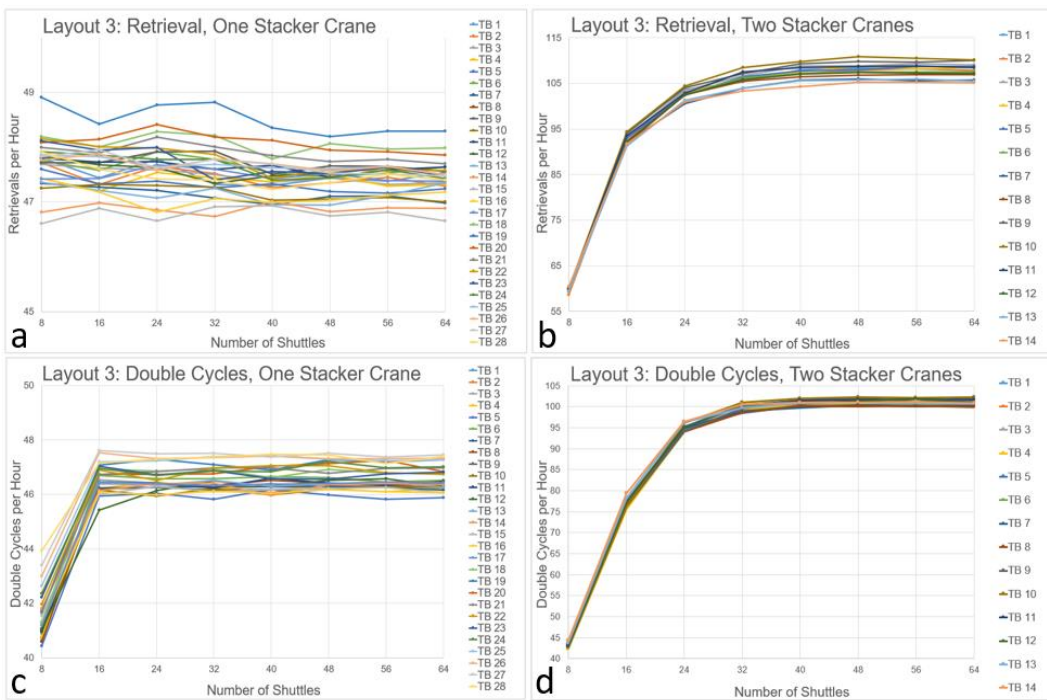 Layout 3: Retrieval, One Stacker Crane
Retrievals per Hour
49
47
45
8 16 24 32 40 48 56 64
Number of Shuttles
a
TB 1
TB 2
TB 3
TB 4
TB 5
TB 6
TB 7
TB 8
TB 9
TB 10
TB 11
TB 12
TB 13
TB 14
TB 15
TB 16
TB 17
TB 18
TB 19
TB 20
TB 21
TB 22
TB 23
TB 24
TB 25
TB 26
TB 27
TB 28
Layout 3: Retrieval, Two Stacker Cranes
Retrievals per Hour
115
105
95
85
75
65
55
8 16 24 32 40 48 56 64
Number of Shuttles
b
TB 1
TB 2
TB 3
TB 4
TB 5
TB 6
TB 7
TB 8
TB 9
TB 10
TB 11
TB 12
TB 13
TB 14
Layout 3: Double Cycles, One Stacker Crane
Double Cycles per Hour
50
48
46
44
42
40
8 16 24 32 40 48 56 64
Number of Shuttles
c
TB 1
TB 2
TB 3
TB 4
TB 5
TB 6
TB 7
TB 8
TB 9
TB 10
TB 11
TB 12
TB 13
TB 14
TB 15
TB 16
TB 17
TB 18
TB 19
TB 20
TB 21
TB 22
TB 23
TB 24
TB 25
TB 26
TB 27
TB 28
Layout 3: Double Cycles, Two Stacker Cranes
Double Cycles per Hour
105
100
95
90
85
80
75
70
65
60
55
50
45
40
8 16 24 32 40 48 56 64
Number of Shuttles
d
TB 1
TB 2
TB 3
TB 4
TB 5
TB 6
TB 7
TB 8
TB 9
TB 10
TB 11
TB 12
TB 13
TB 14